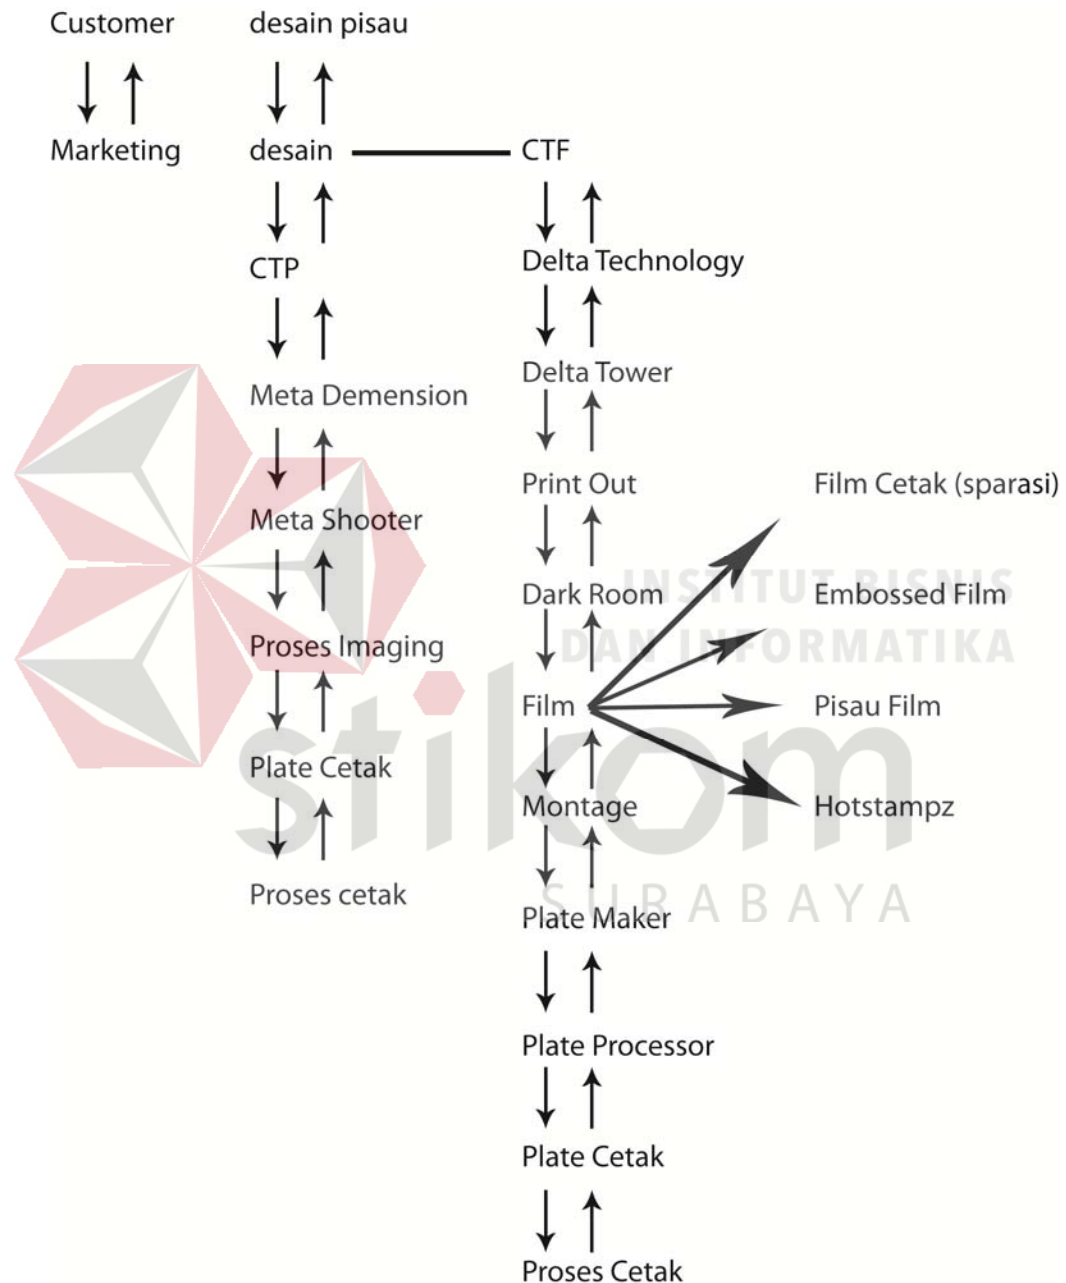 Customer
desain pisau
Marketing
desain
CTF
CTP
Delta Technology
Meta Demension
Delta Tower
Meta Shooter
Print Out
Film Cetak (sparasi)
Proses Imaging
Dark Room
Embossed Film
Plate Cetak
Film
Pisau Film
Proses cetak
Montage
Hotstampz
Plate Maker
Plate Processor
Plate Cetak
Proses Cetak
INSTITUT BISNIS
DAN INFORMATIKA
stikom
SURABAYA